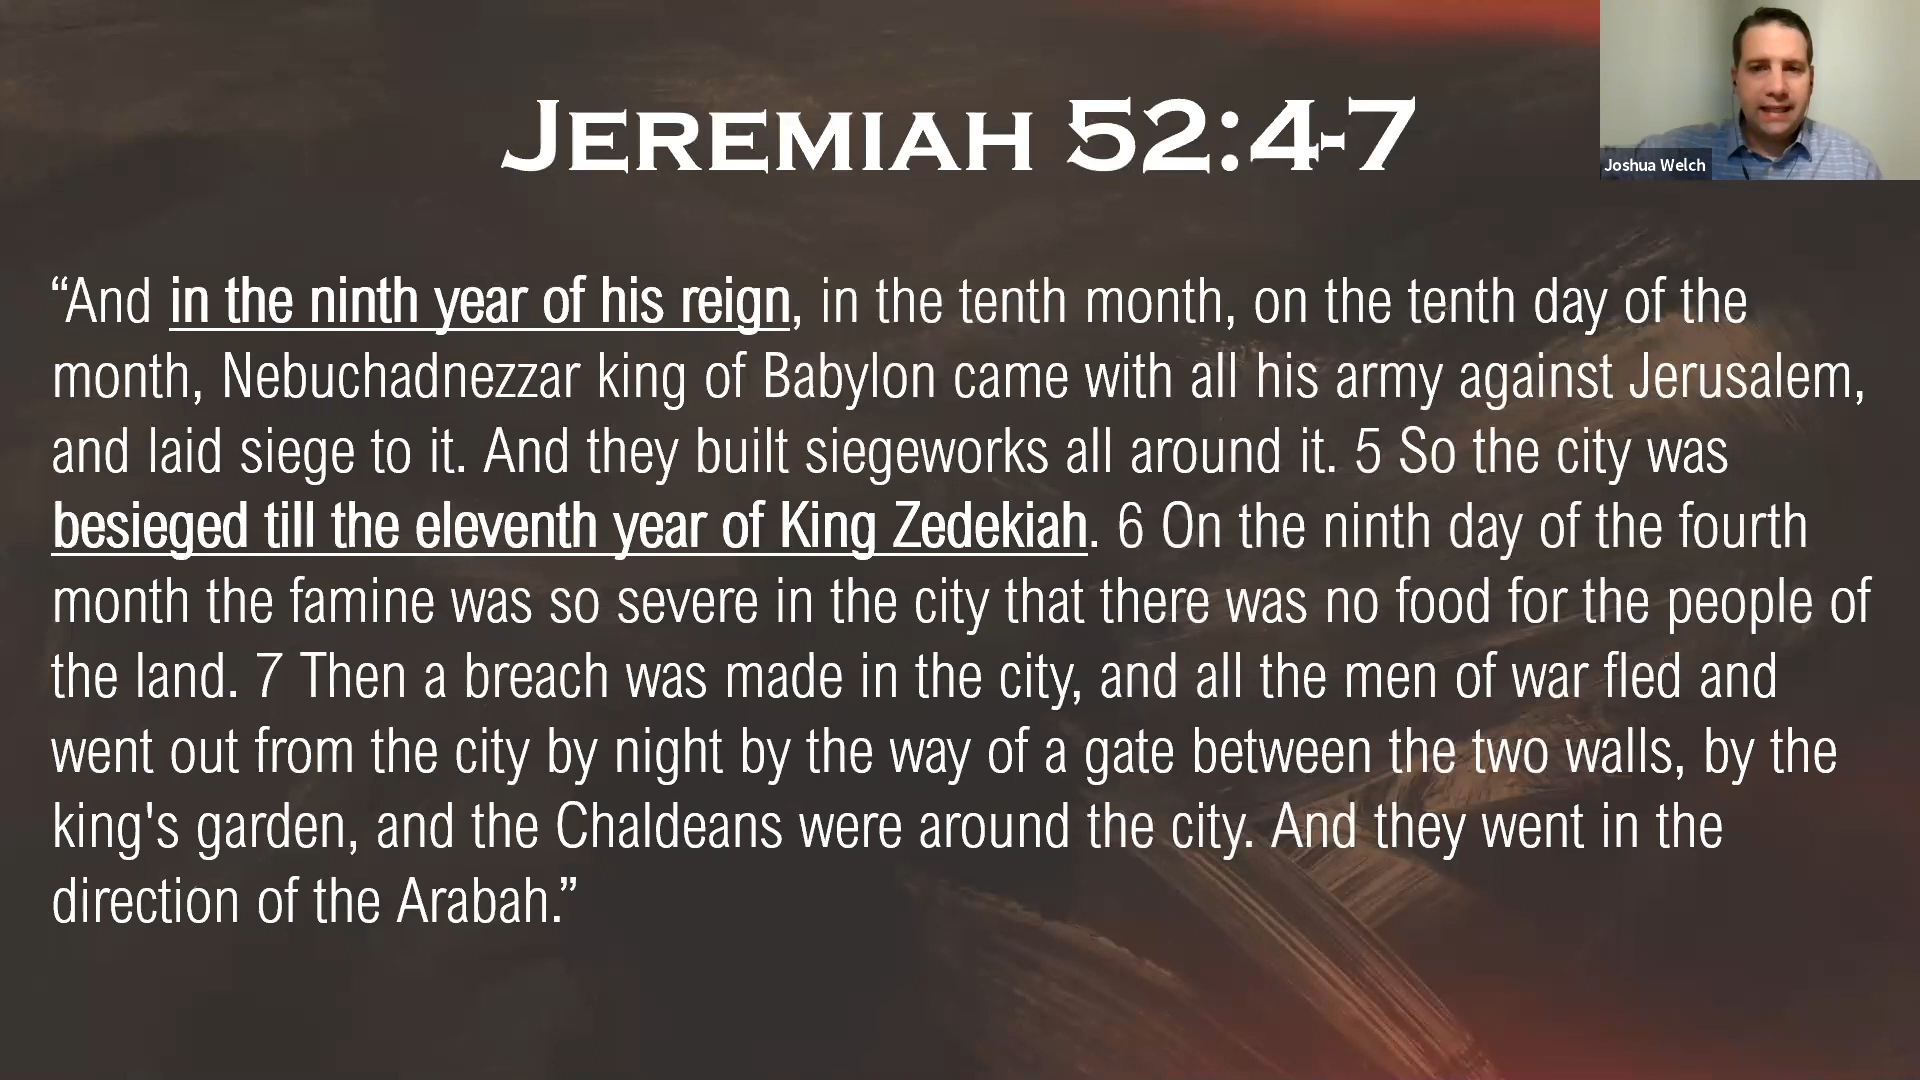 JEREMIAH 52:4-7
Joshua Welch
“And in the ninth year of his reign, in the tenth month, on the tenth day of the
month, Nebuchadnezzar king of Babylon came with all his army against Jerusalem,
and laid siege to it. And they built siegeworks all around it. 5 So the city was
besieged till the eleventh year of King Zedekiah. 6 On the ninth day of the fourth
month the famine was so severe in the city that there was no food for the people of
the land. 7 Then a breach was made in the city, and all the men of war fled and
went out from the city by night by the way of a gate between the two walls, by the
king's garden, and the Chaldeans were around the city. And they went in the
direction of the Arabah.”